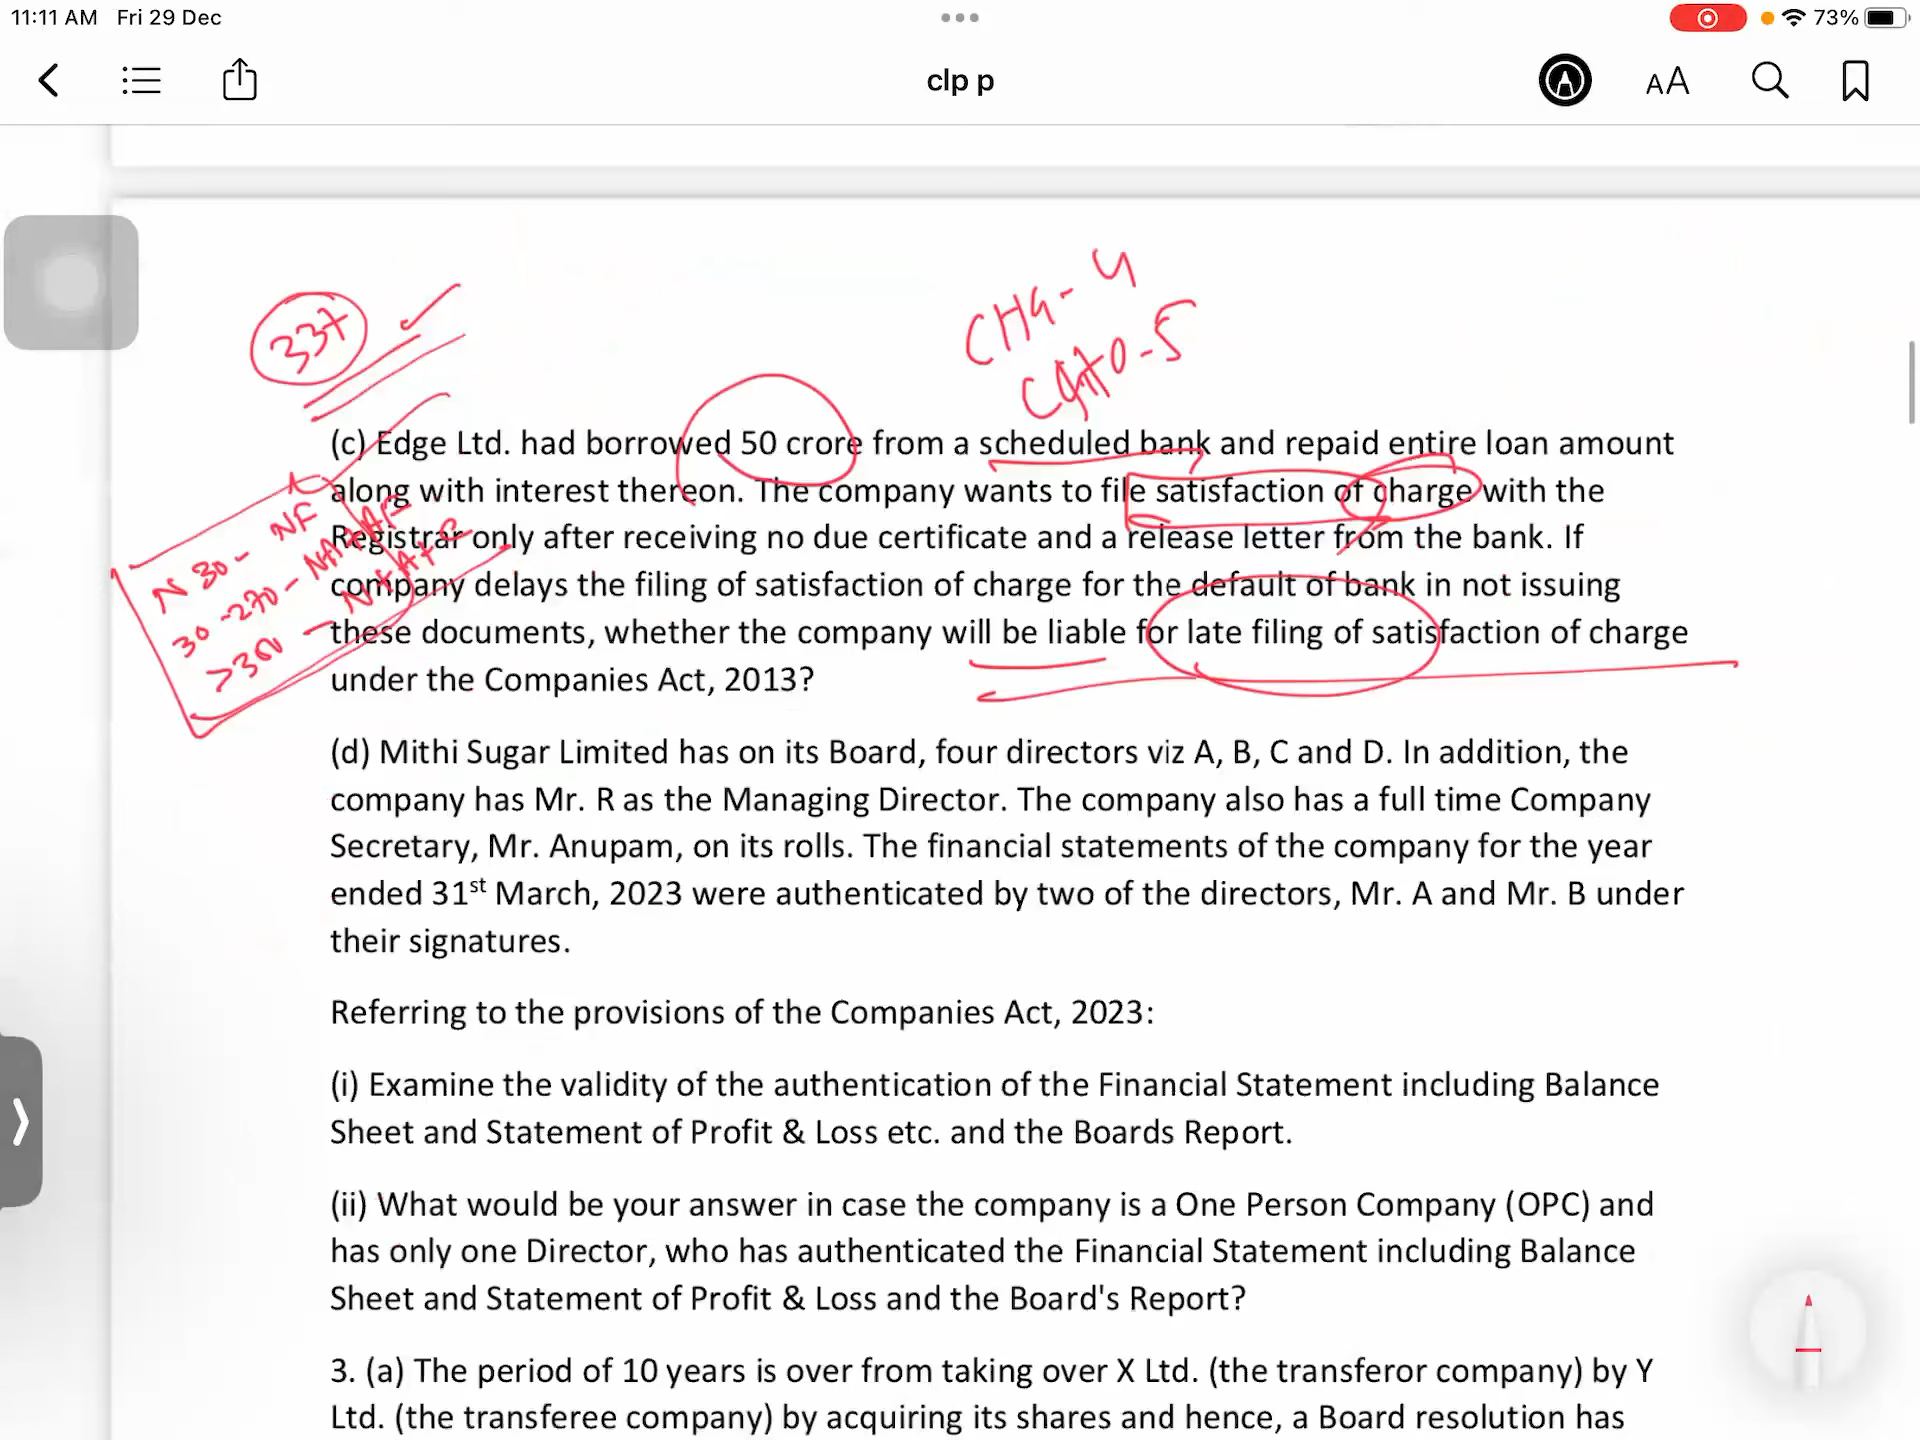 11:11 AM Fri 29 Dec
73%
clp p
337
CHG-4
(c) Edge Ltd. had borrowed 50 crore from a scheduled bank and repaid entire loan amount
along with interest thereon. The company wants to file satisfaction of charge with the
Registrar only after receiving no due certificate and a release letter from the bank. If
company delays the filing of satisfaction of charge for the default of bank in not issuing
these documents, whether the company will be liable for late filing of satisfaction of charge
under the Companies Act, 2013?
N 30 - NF
30 -270 -
(d) Mithi Sugar Limited has on its Board, four directors viz A, B, C and D. In addition, the
company has Mr. R as the Managing Director. The company also has a full time Company
Secretary, Mr. Anupam, on its rolls. The financial statements of the company for the year
ended 31st March, 2023 were authenticated by two of the directors, Mr. A and Mr. B under
their signatures.
Referring to the provisions of the Companies Act, 2023:
(i) Examine the validity of the authentication of the Financial Statement including Balance
Sheet and Statement of Profit & Loss etc. and the Boards Report.
(ii) What would be your answer in case the company is a One Person Company (OPC) and
has only one Director, who has authenticated the Financial Statement including Balance
Sheet and Statement of Profit & Loss and the Board's Report?
3. (a) The period of 10 years is over from taking over X Ltd. (the transferor company) by Y
Ltd. (the transferee company) by acquiring its shares and hence, a Board resolution has